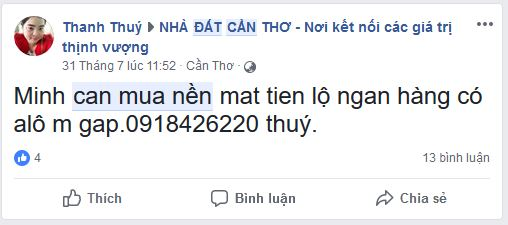 Thanh Thuý ▶ NHÀ ĐẤT CẦN THƠ - Nơi kết nối các giá trị
thịnh vượng
31 Tháng 7 lúc 11:52 · Cần Thơ ·
Minh can mua nền mat tien lộ ngan hàng có
alô m gap.0918426220 thuý.
4 13 bình luận
Thích Bình luận Chia sẻ